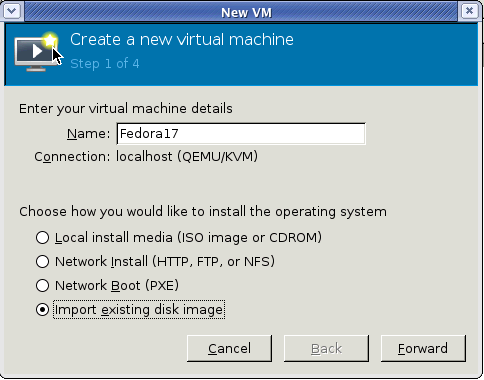 New VM
Create a new virtual machine
Step 1 of 4
Enter your virtual machine details
Name: Fedora17
Connection: localhost (QEMU/KVM)
Choose how you would like to install the operating system
Local install media (ISO image or CDROM)
Network Install (HTTP, FTP, or NFS)
Network Boot (PXE)
Import existing disk image
Cancel Back Forward